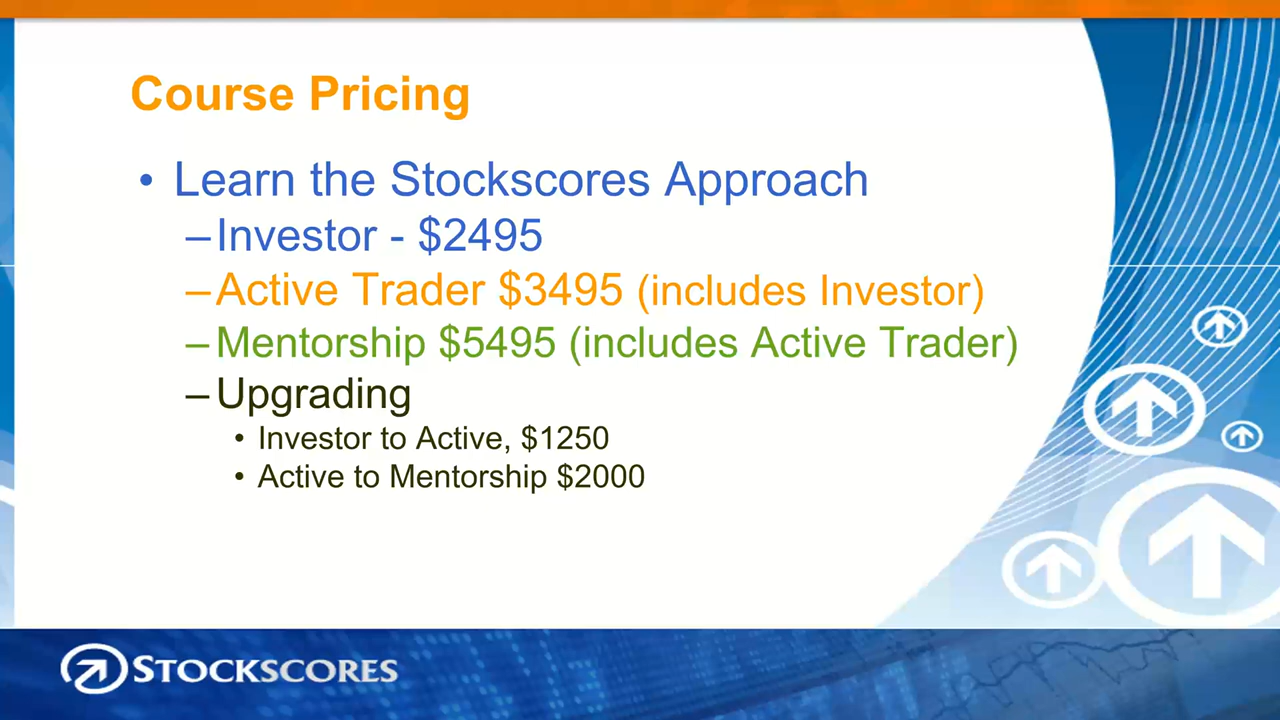 Course Pricing
• Learn the Stockscores Approach
–Investor - $2495
–Active Trader $3495 (includes Investor)
–Mentorship $5495 (includes Active Trader)
–Upgrading
• Investor to Active, $1250
• Active to Mentorship $2000
STOCKSCORES